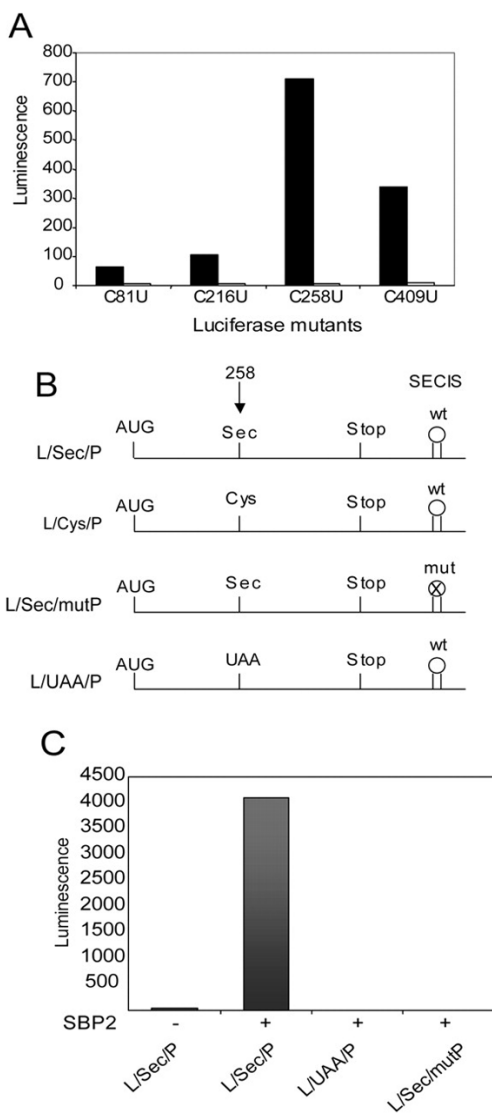 A
800
700
600
500
400
300
200
100
0
Luminescence
C81U C216U C258U C409U
Luciferase mutants
B
258
SECIS
AUG Sec Stop wt
L/Sec/P
AUG Cys Stop wt
L/Cys/P
AUG Sec Stop mut
L/Sec/mutP
AUG UAA Stop wt
L/UAA/P
C
4500
4000
3500
3000
2500
2000
1500
1000
500
Luminescence
SBP2 - + + +
L/Sec/P L/Sec/P L/UAA/P L/Sec/mutP